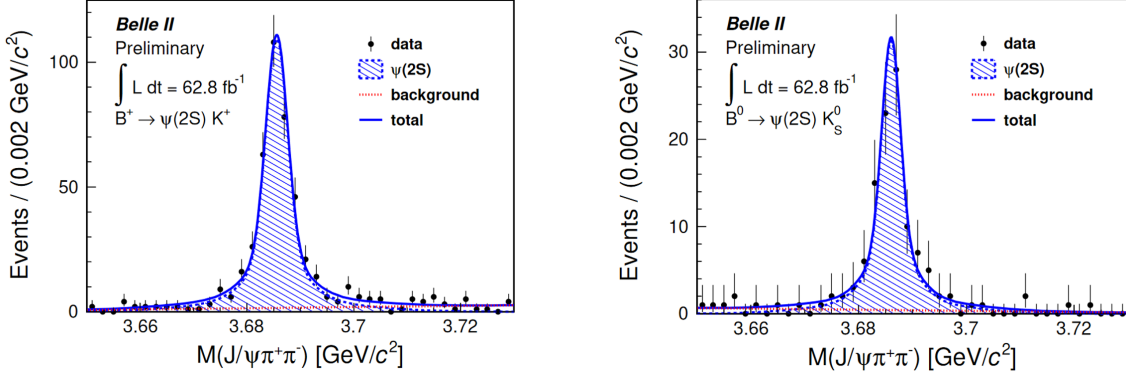 Belle II
Preliminary
∫ L dt = 62.8 fb⁻¹
B⁺ → ψ(2S) K⁺
data
ψ(2S)
background
total
Events / (0.002 GeV/c²)
100
50
0
3.66 3.68 3.7 3.72
M(J/ψπ⁺π⁻) [GeV/c²]
Belle II
Preliminary
∫ L dt = 62.8 fb⁻¹
B⁰ → ψ(2S) K⁰S
data
ψ(2S)
background
total
Events / (0.002 GeV/c²)
30
20
10
0
3.66 3.68 3.7 3.72
M(J/ψπ⁺π⁻) [GeV/c²]